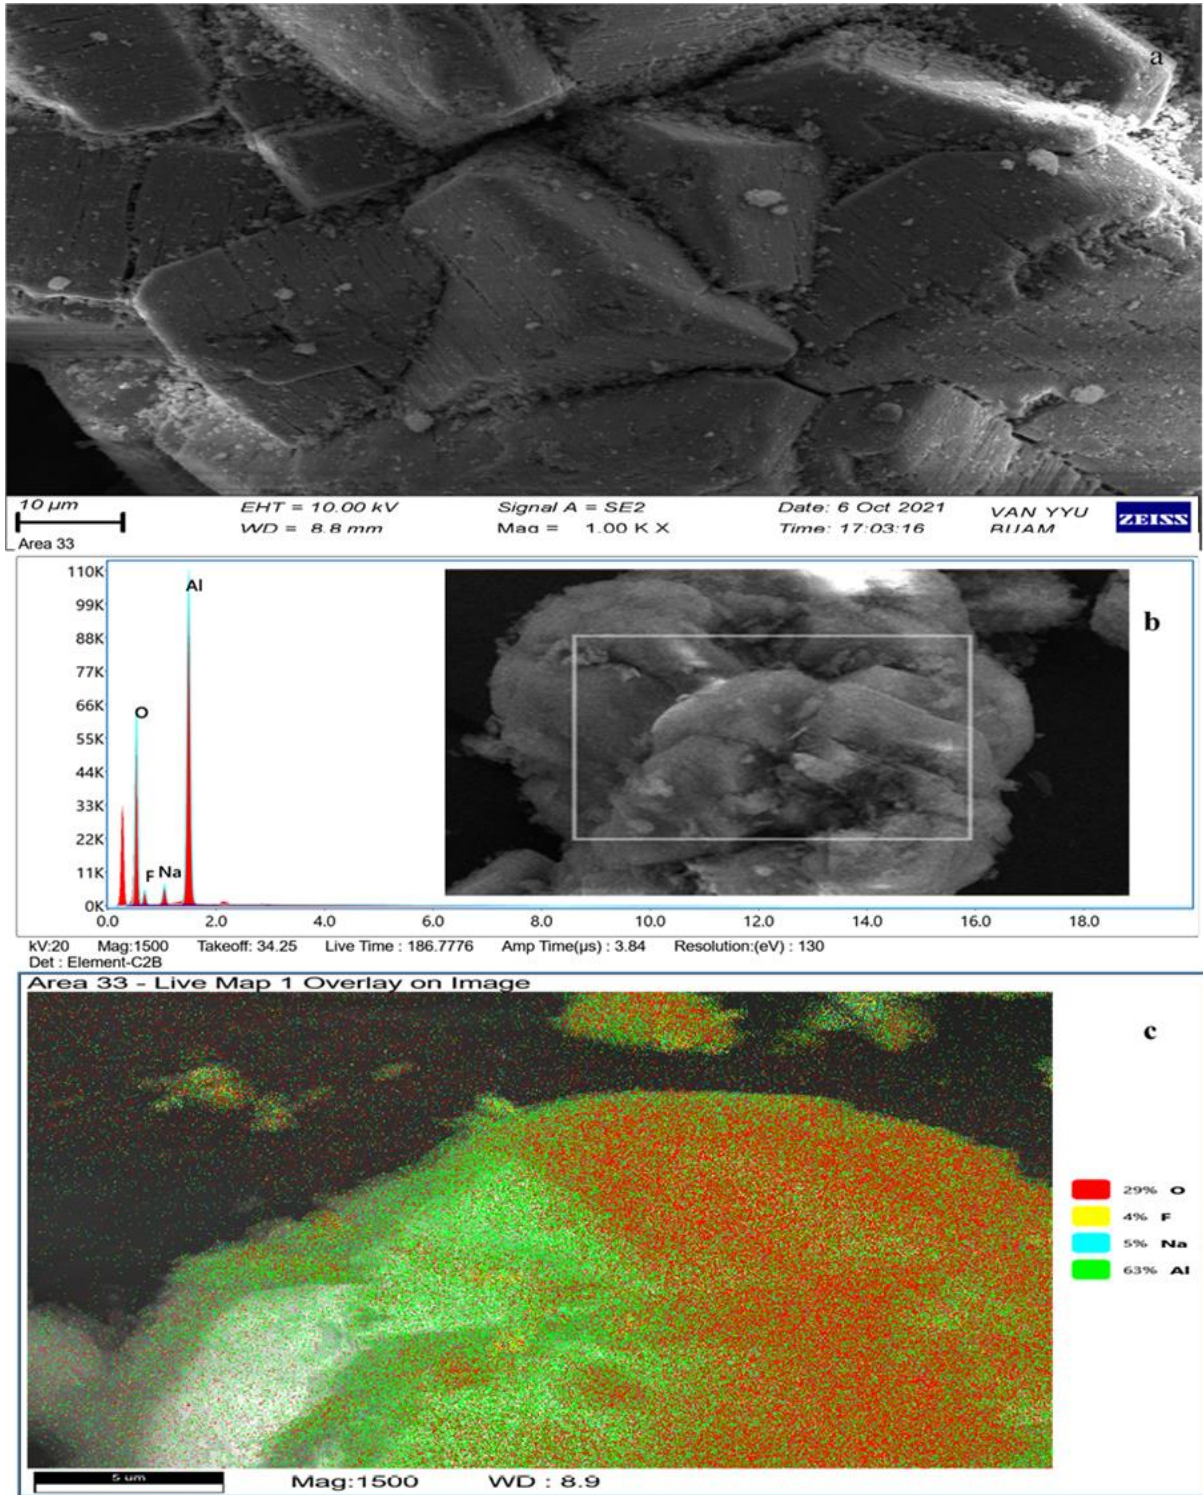 a
10 µm
EHT = 10.00 kV
Signal A = SE2
Date: 6 Oct 2021
VAN YYU
ZEISS
WD = 8.8 mm
Mag = 1.00 K X
Time: 17:03:16
Area 33
b
110K
99K
88K
77K
66K
55K
44K
33K
22K
11K
0K
Al
O
F
Na
0.0 2.0 4.0 6.0 8.0 10.0 12.0 14.0 16.0 18.0
kV:20 Mag:1500 Takeoff: 34.25 Live Time : 186.7776 Amp Time(µs) : 3.84 Resolution:(eV) : 130
Det : Element-C2B
Area 33 - Live Map 1 Overlay on Image
c
29% O
4% F
5% Na
63% Al
5 um
Mag:1500 WD : 8.9